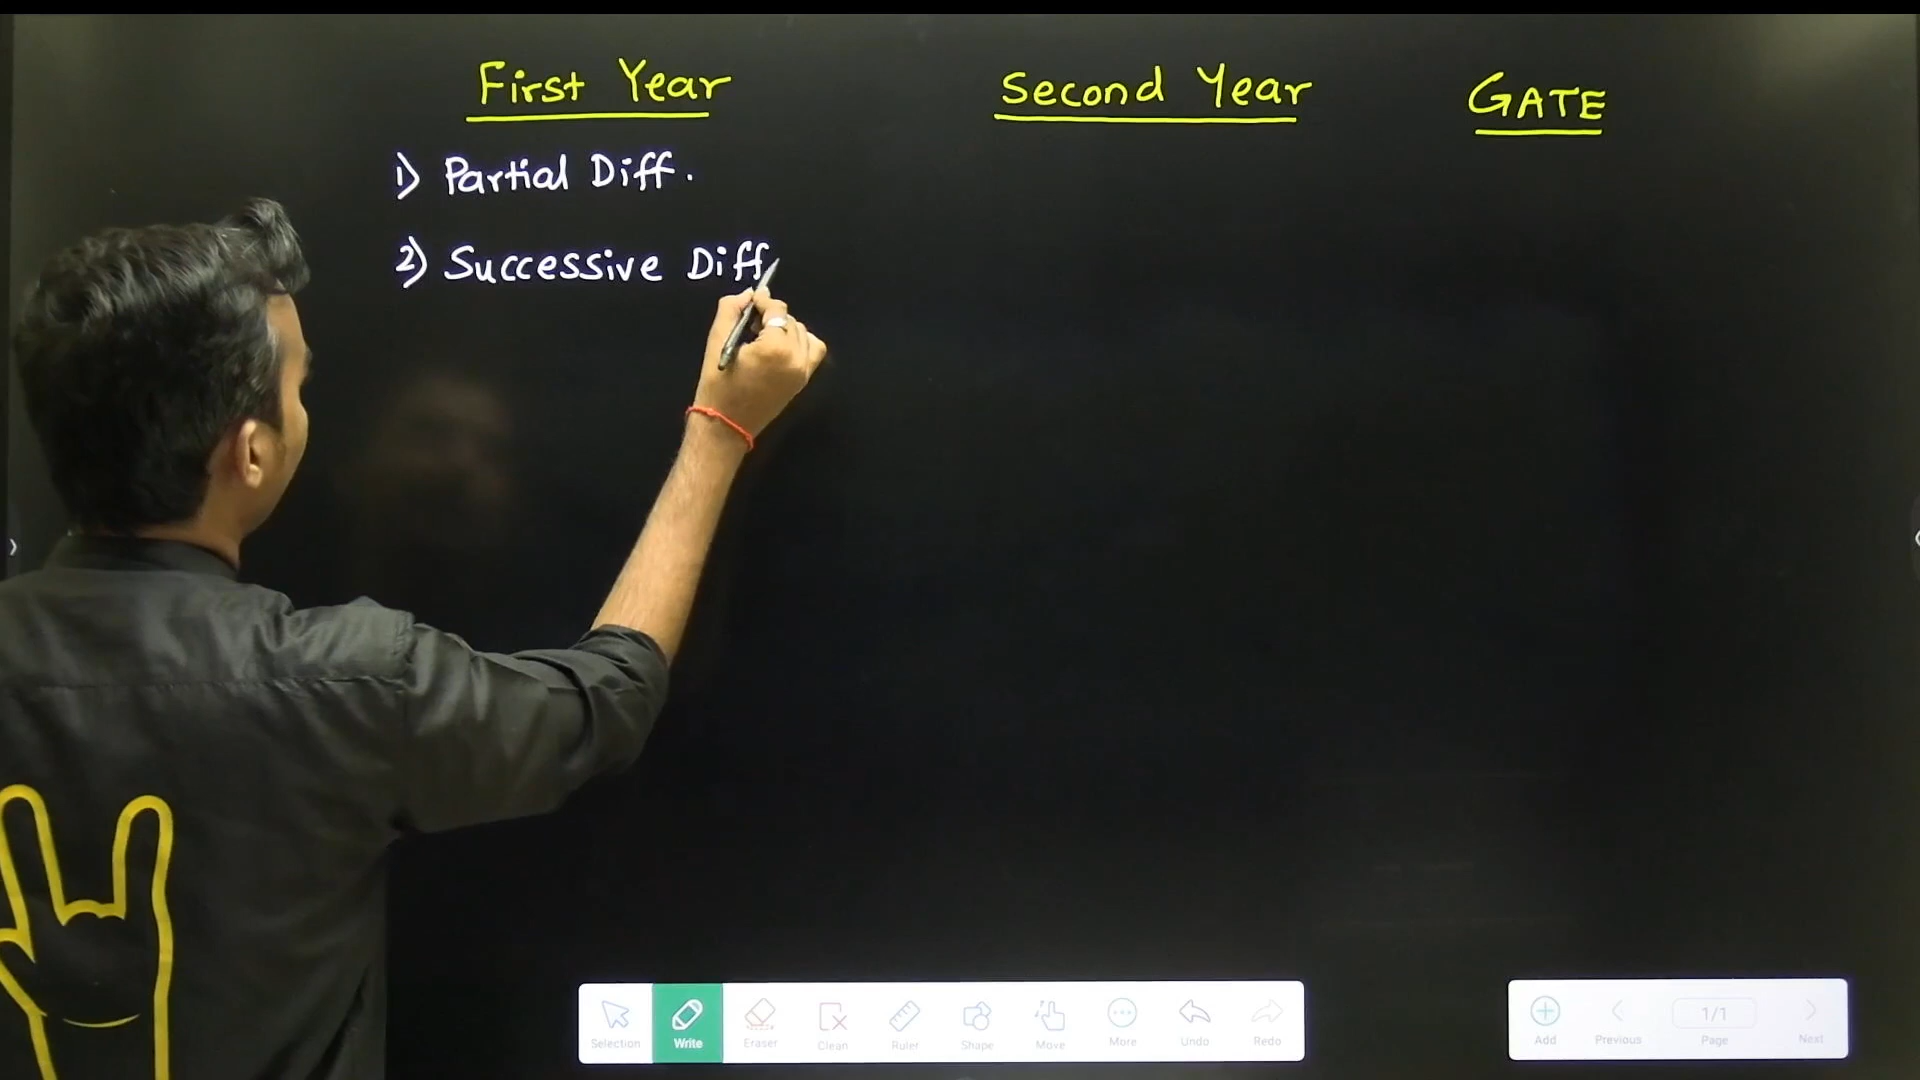 First Year Second Year GATE
1) Partial Diff.
2) Successive Diff
Selection Write Eraser Clean Ruler Shape Move More Undo Redo
Add Previous 1/1 Page Next